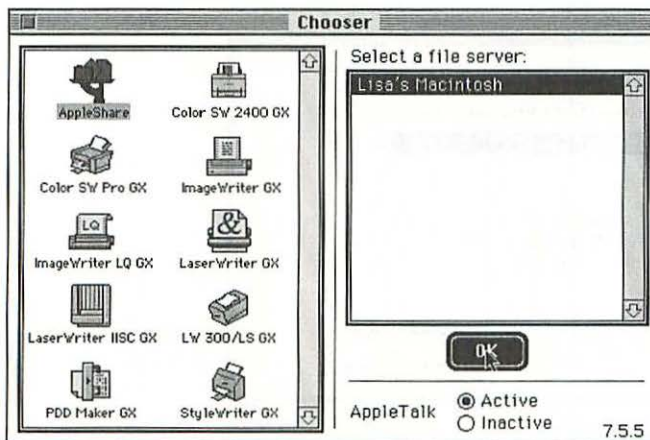 Chooser
AppleShare
Color SW 2400 GX
Color SW Pro GX
ImageWriter GX
LQ
ImageWriter LQ GX
&
LaserWriter GX
LaserWriter IISC GX
LW 300/LS GX
PDD Maker GX
StyleWriter GX
Select a file server:
Lisa's Macintosh
OK
AppleTalk
Active
Inactive
7.5.5